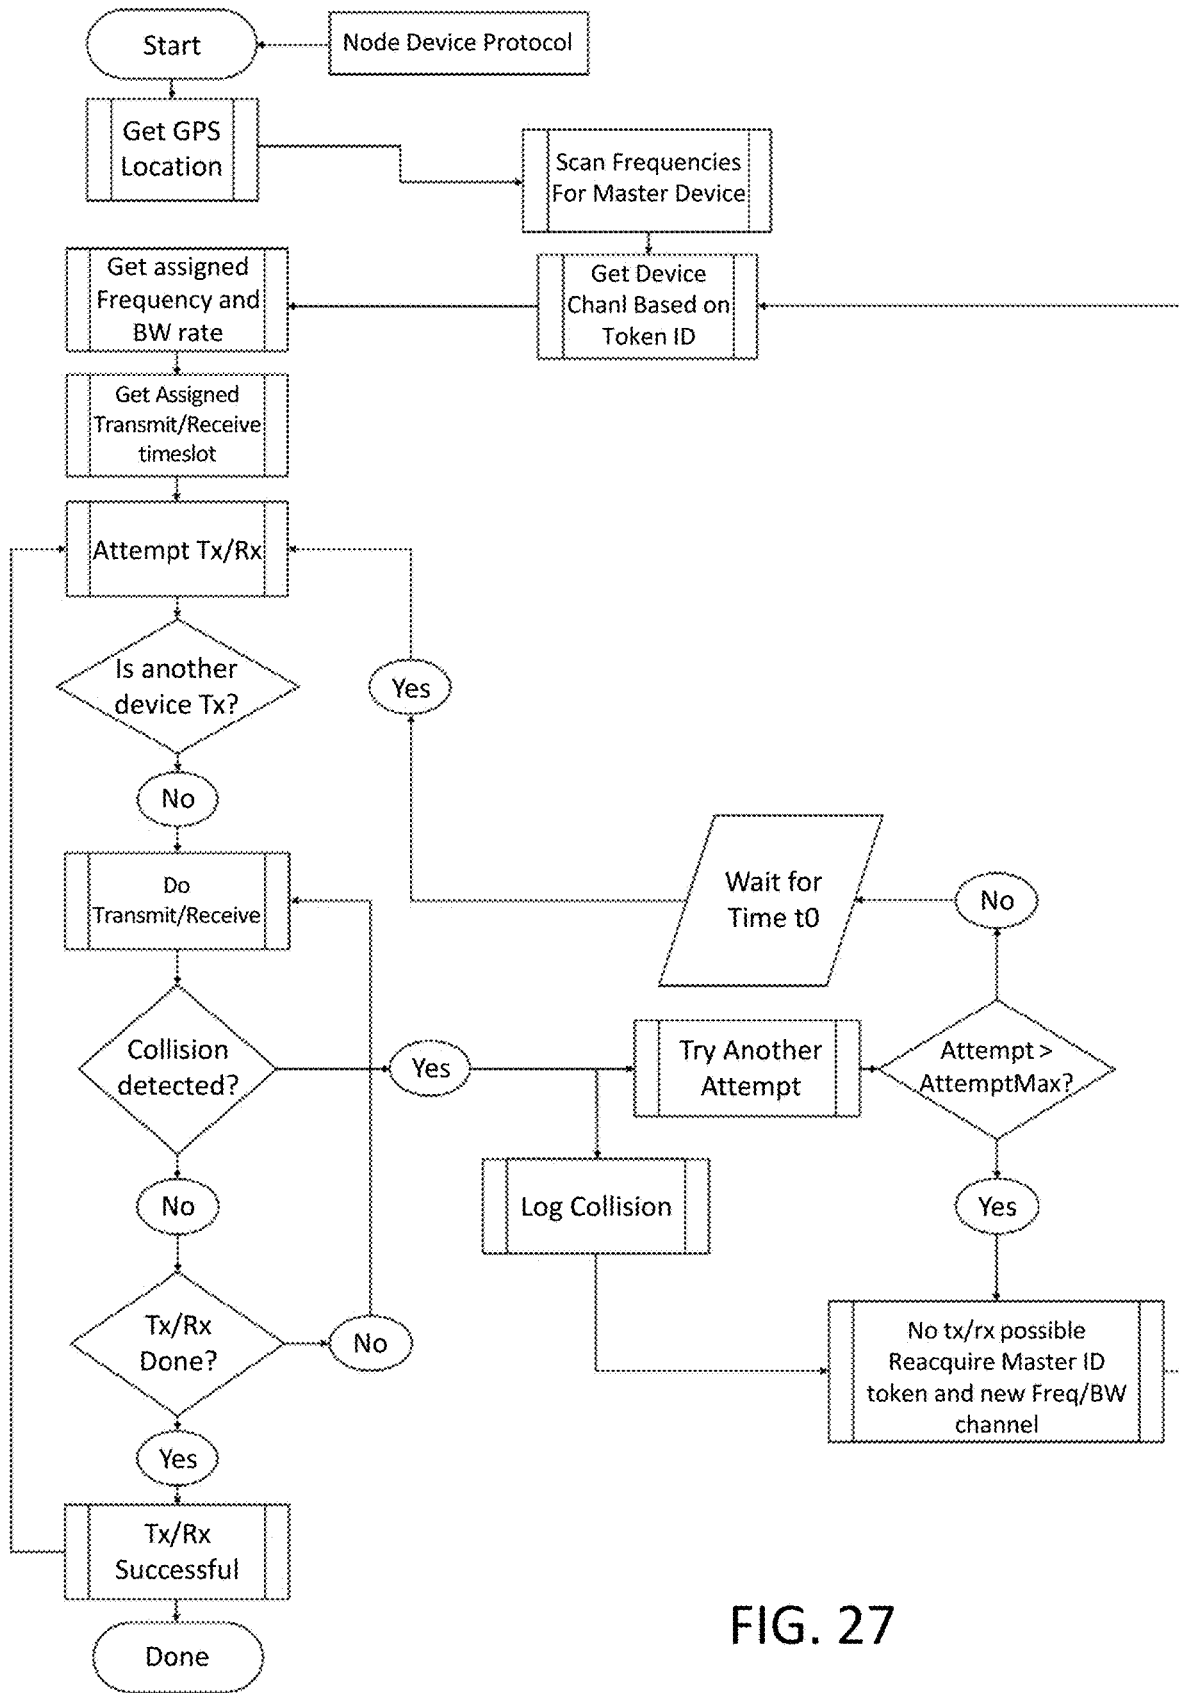 Start
Node Device Protocol
Get GPS
Location
Scan Frequencies
For Master Device
Get assigned
Frequency and
BW rate
Get Device
Chanl Based on
Token ID
Get Assigned
Transmit/Receive
timeslot
Attempt Tx/Rx
Is another
device Tx?
Yes
No
Do
Transmit/Receive
Wait for
Time t0
No
Collision
detected?
Yes
Try Another
Attempt
Attempt >
AttemptMax?
No
Log Collision
Yes
Tx/Rx
Done?
No
No tx/rx possible
Reacquire Master ID
token and new Freq/BW
channel
Yes
Tx/Rx
Successful
Done
FIG. 27